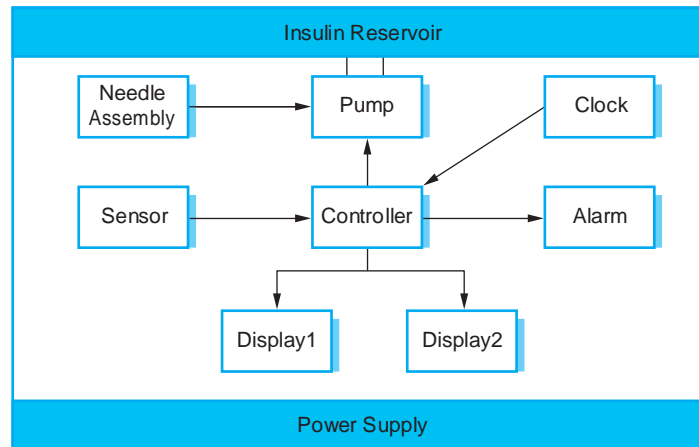 Insulin Reservoir
Needle
Assembly
Pump
Clock
Sensor
Controller
Alarm
Display1
Display2
Power Supply